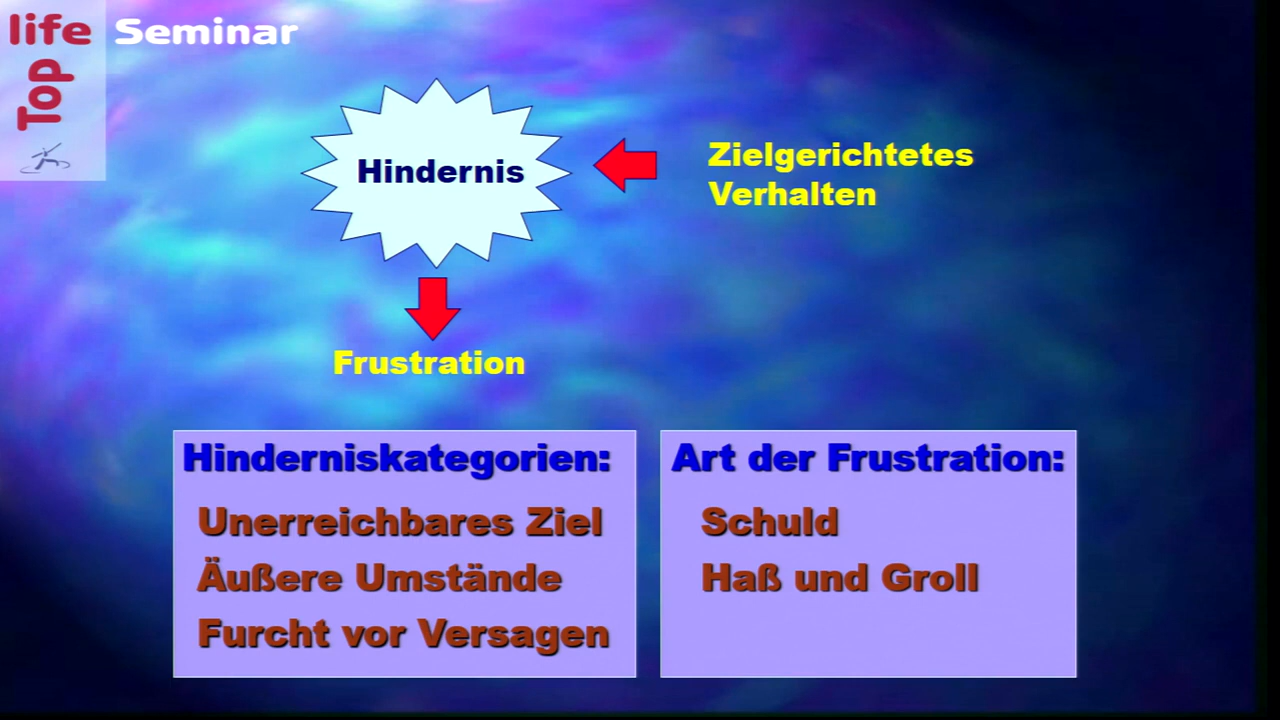 life Seminar
Top
Hindernis
Zielgerichtetes
Verhalten
Frustration
Hinderniskategorien:
Unerreichbares Ziel
Äußere Umstände
Furcht vor Versagen
Art der Frustration:
Schuld
Haß und Groll